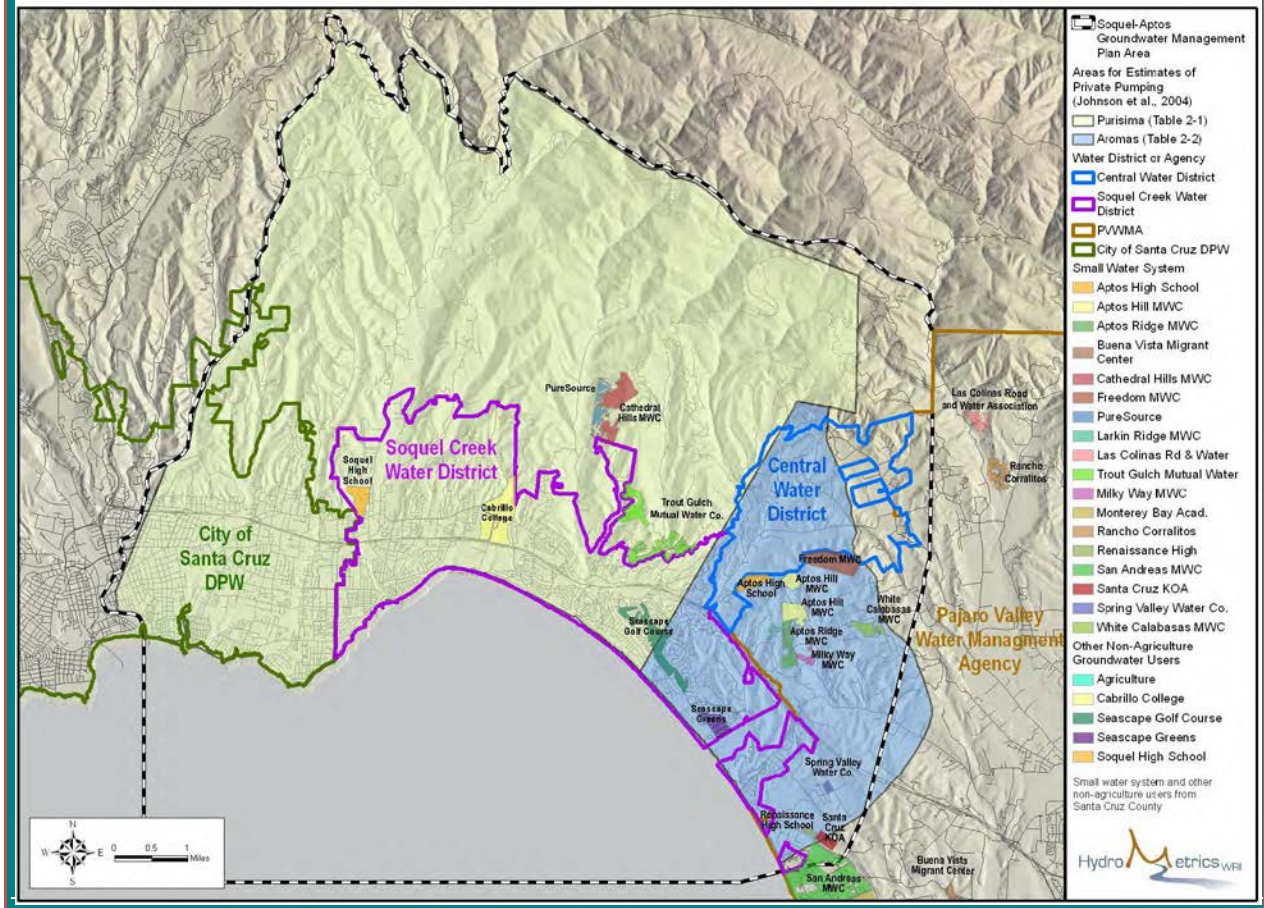 PureSource
Cathedral
Hills MWC
Soquel Creek
Water District
Soquel
High
School
Cabrillo
College
Trout Gulch
Mutual Water Co.
City of
Santa Cruz
DPW
Central
Water
District
Las Colinas Road
and Water Association
Rancho
Corralitos
Freedom MWC
Aptos High
School
Aptos Hill
MWC
Aptos Hill
MWC
White
Calabasas
MWC
Aptos Ridge
MWC
Milky Way
MWC
Seascape
Golf Course
Pajaro Valley
Water Managment
Agency
Seascape
Greens
Spring Valley
Water Co.
Renaissance
High School
Santa
Cruz
KOA
San Andreas
MWC
Buena Vista
Migrant Center
N
W
E
S
0 0.5 1
Miles
Soquel-Aptos
Groundwater Management
Plan Area
Areas for Estimates of
Private Pumping
(Johnson et al., 2004)
Purisima (Table 2-1)
Aromas (Table 2-2)
Water District or Agency
Central Water District
Soquel Creek Water
District
PVWMA
City of Santa Cruz DPW
Small Water System
Aptos High School
Aptos Hill MWC
Aptos Ridge MWC
Buena Vista Migrant
Center
Cathedral Hills MWC
Freedom MWC
PureSource
Larkin Ridge MWC
Las Colinas Rd & Water
Trout Gulch Mutual Water
Milky Way MWC
Monterey Bay Acad.
Rancho Corralitos
Renaissance High
San Andreas MWC
Santa Cruz KOA
Spring Valley Water Co.
White Calabasas MWC
Other Non-Agriculture
Groundwater Users
Agriculture
Cabrillo College
Seascape Golf Course
Seascape Greens
Soquel High School
Small water system and other
non-agriculture users from
Santa Cruz County
HydroMetrics WRI